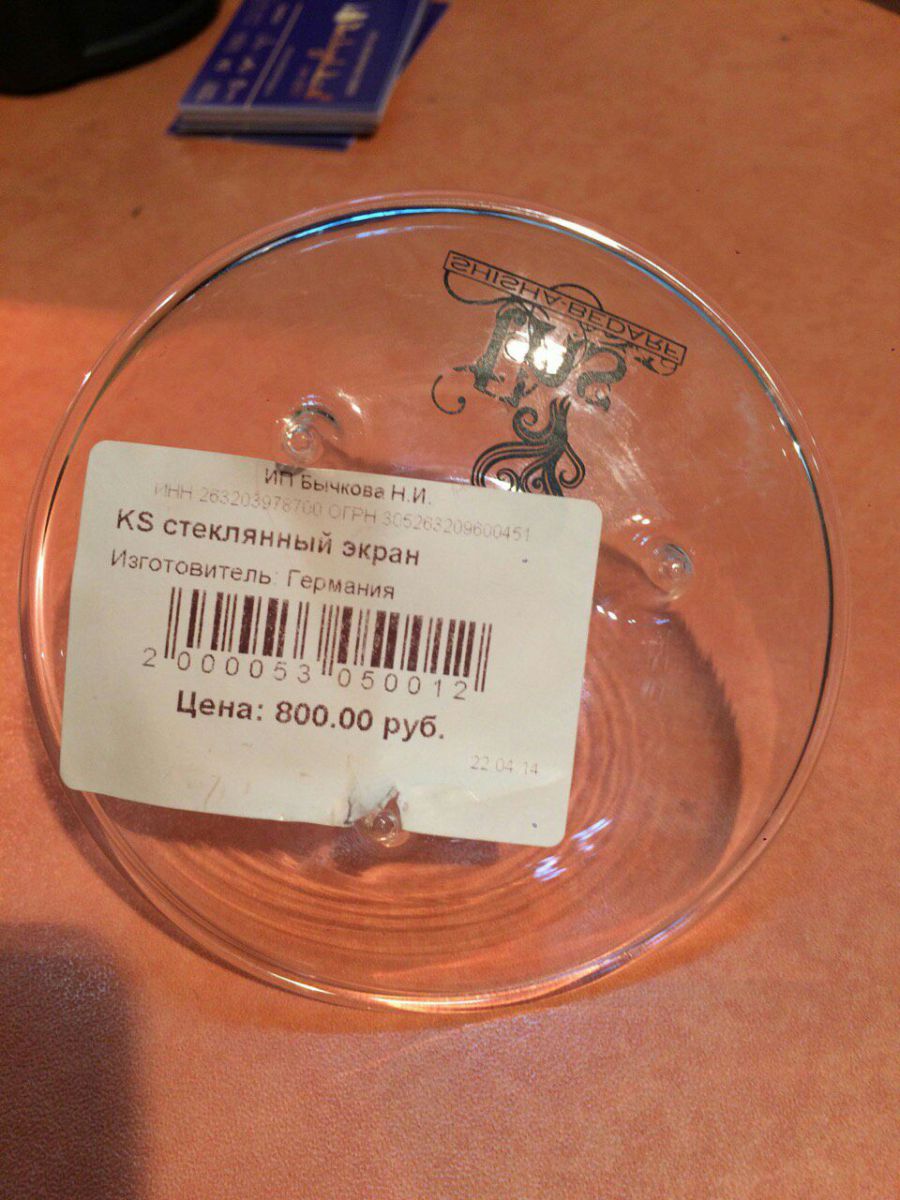 SHISHA-BEDARF
ИП Бычкова Н.И.
ИНН 263203978700 ОГРН 305263209600451
KS стеклянный экран
Изготовитель: Германия
2 000053 050012
Цена: 800.00 руб.
22.04.14